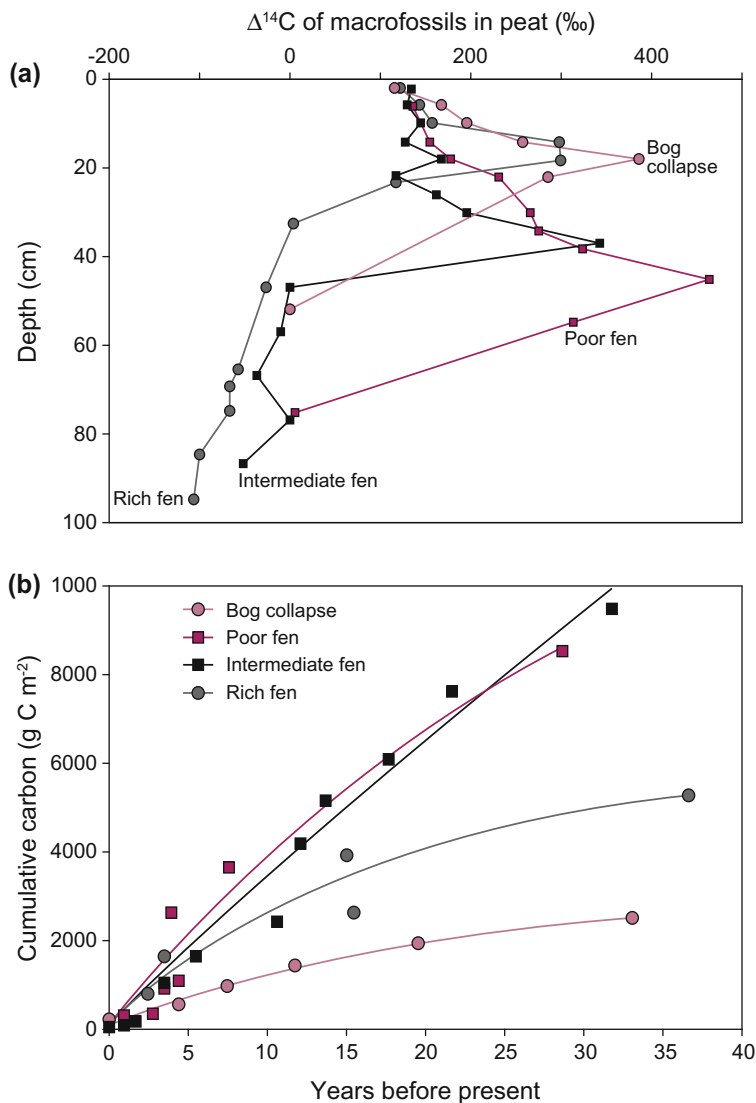 Δ¹⁴C of macrofossils in peat (‰)
-200 0 200 400
(a)
0
20
40
60
80
100
Depth (cm)
Bog
collapse
Poor fen
Intermediate fen
Rich fen
(b)
1000
8000
6000
4000
2000
0
Cumulative carbon (g C m⁻²)
Bog collapse
Poor fen
Intermediate fen
Rich fen
0 5 10 15 20 25 30 35 40
Years before present